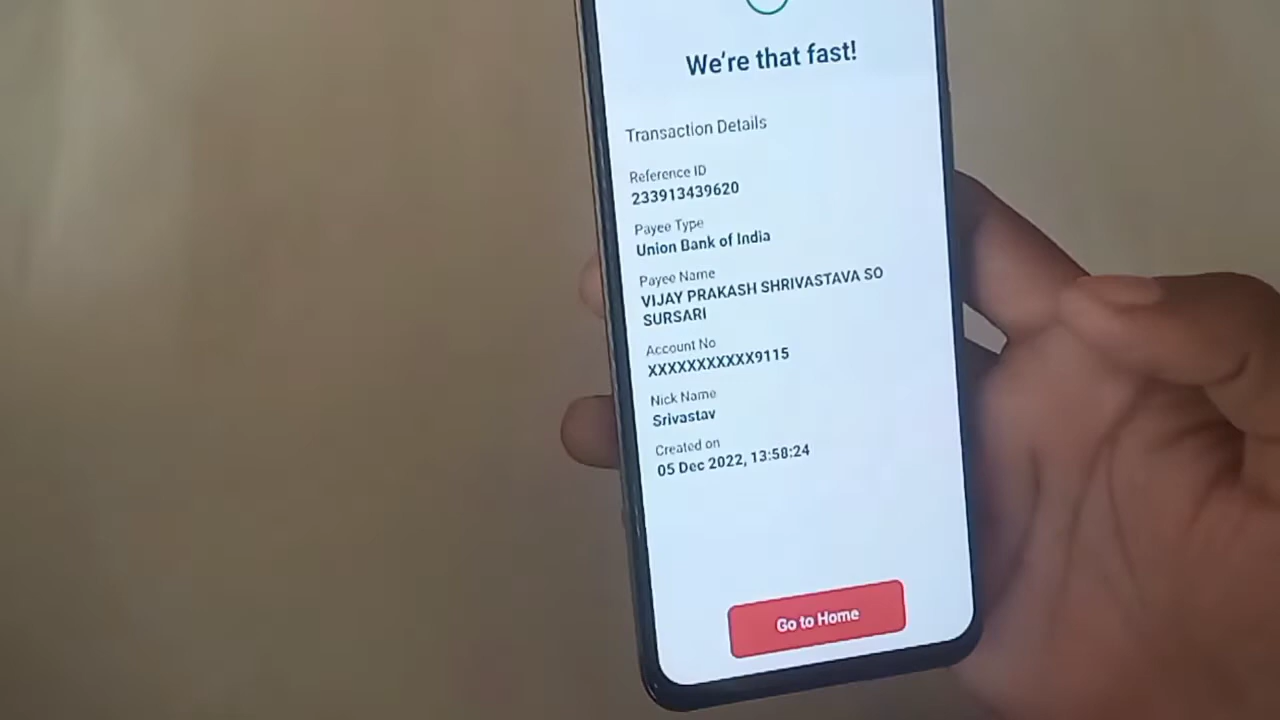 We're that fast!
Transaction Details
Reference ID
233913439620
Payee Type
Union Bank of India
Payee Name
VIJAY PRAKASH SHRIVASTAVA SO
SURSARI
Account No
XXXXXXXXXXX9115
Nick Name
Srivastav
Created on
05 Dec 2022, 13:58:24
Go to Home